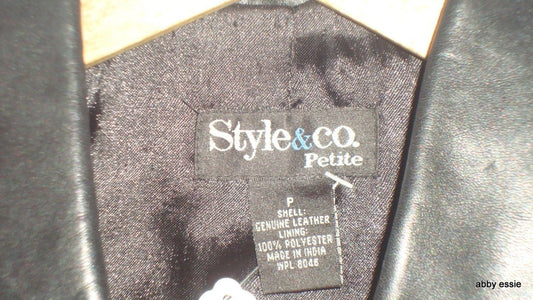 Style&co.
Petite
P
SHELL:
GENUINE LEATHER
LINING:
100% POLYESTER
MADE IN INDIA
WPL 8046
abby essie